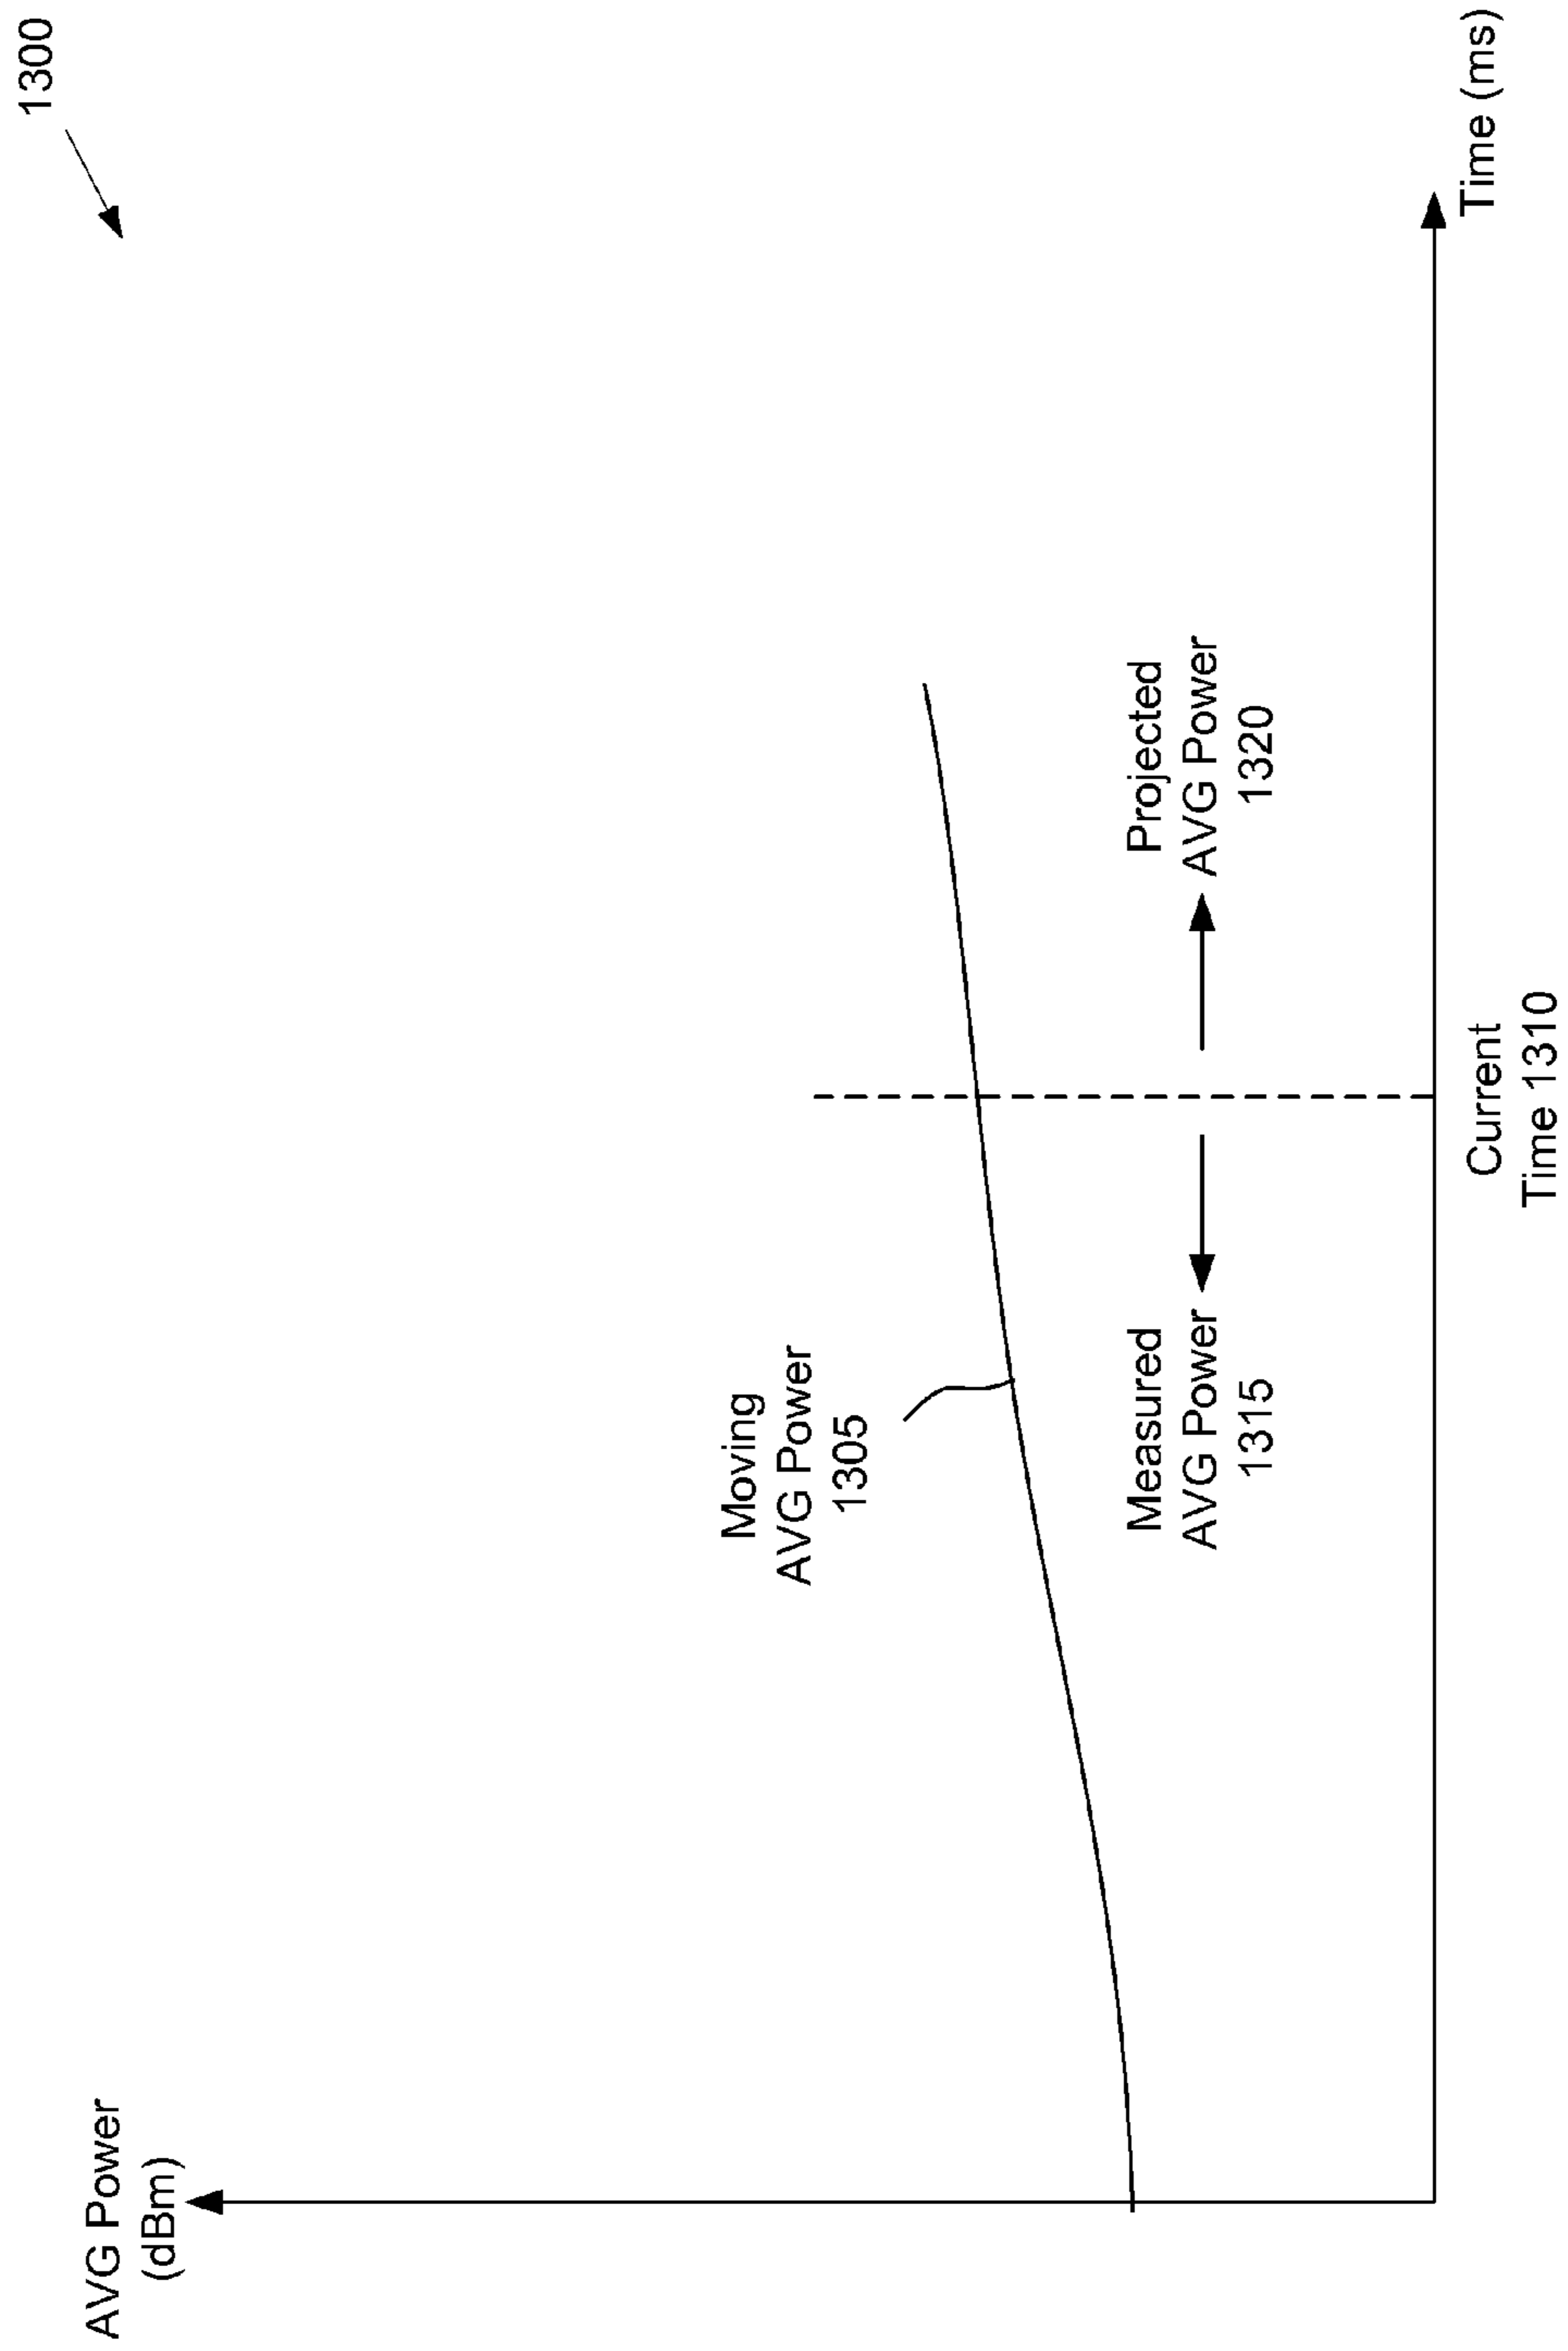 1300
AVG Power
(dBm)
Moving
AVG Power
1305
Measured
AVG Power
1315
Projected
AVG Power
1320
Current
Time 1310
Time (ms)